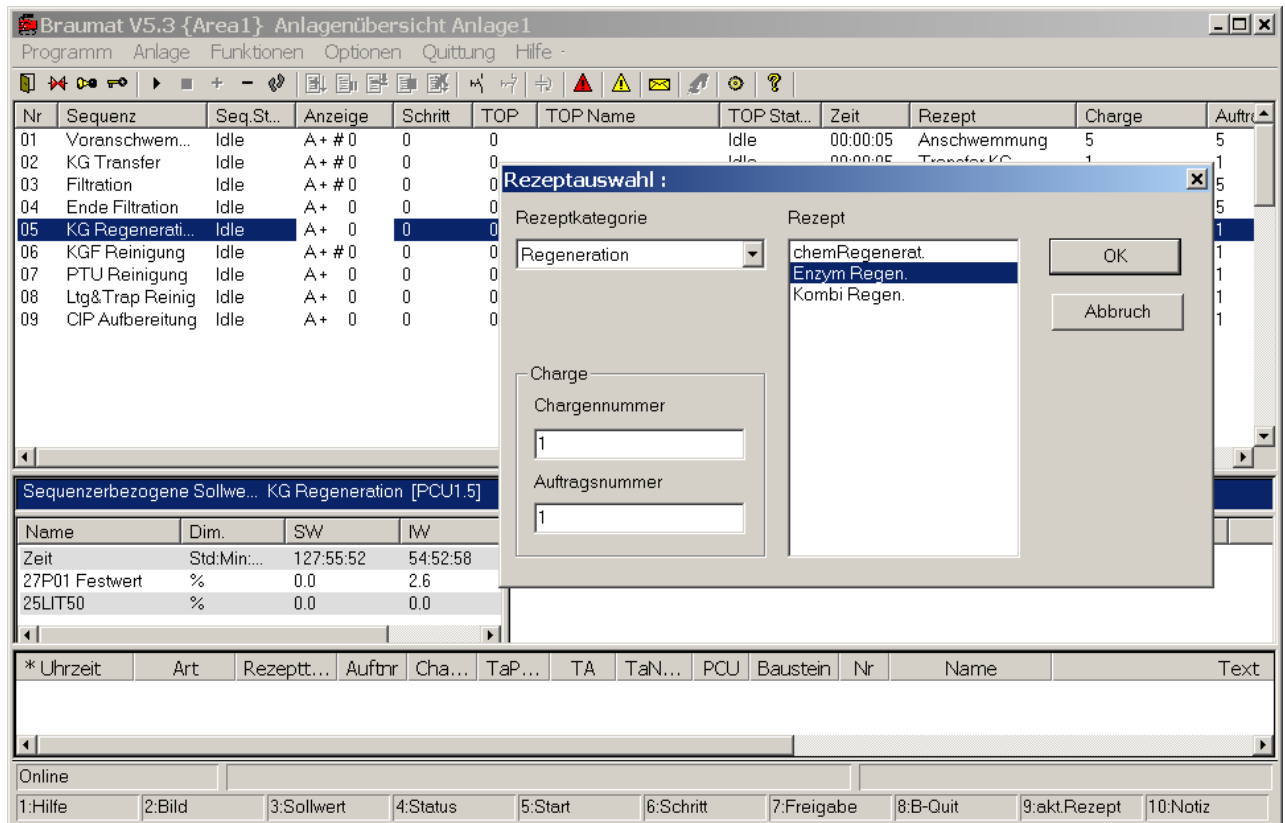 Braumat V5.3 {Area1} Anlagenübersicht Anlage1
Programm Anlage Funktionen Optionen Quittung Hilfe -
Nr Sequenz Seq.St... Anzeige Schritt TOP TOP Name TOP Stat... Zeit Rezept Charge
01 Voranschwem... Idle A+ # 0 0 0 Idle 00:00:05 Anschwemmung 5 5
02 KG Transfer Idle A+ # 0 0 0 Idle 00:00:05 Transfer KG 1 1
03 Filtration Idle A+ # 0 0 0 5
04 Ende Filtration Idle A+ 0 0 0 5
05 KG Regenerati... Idle A+ 0 0 0 1
06 KGF Reinigung Idle A+ # 0 0 0 1
07 PTU Reinigung Idle A+ 0 0 0 1
08 Ltg&Trap Reinig Idle A+ 0 0 0 1
09 CIP Aufbereitung Idle A+ 0 0 0 1
Rezeptauswahl :
Rezeptkategorie Rezept
Regeneration
chemRegenerat.
Enzym Regen.
Kombi Regen.
OK
Abbruch
Charge
Chargennummer
1
Auftragsnummer
1
Sequenzerbezogene Sollwe... KG Regeneration [PCU1.5]
Name Dim. SW IW
Zeit Std:Min:... 127:55:52 54:52:58
27P01 Festwert % 0.0 2.6
25LIT50 % 0.0 0.0
* Uhrzeit Art Rezeptt... Auftnr Cha... TaP... TA TaN... PCU Baustein Nr Name Text
Online
1:Hilfe 2:Bild 3:Sollwert 4:Status 5:Start 6:Schritt 7:Freigabe 8:B-Quit 9:akt.Rezept 10:Notiz